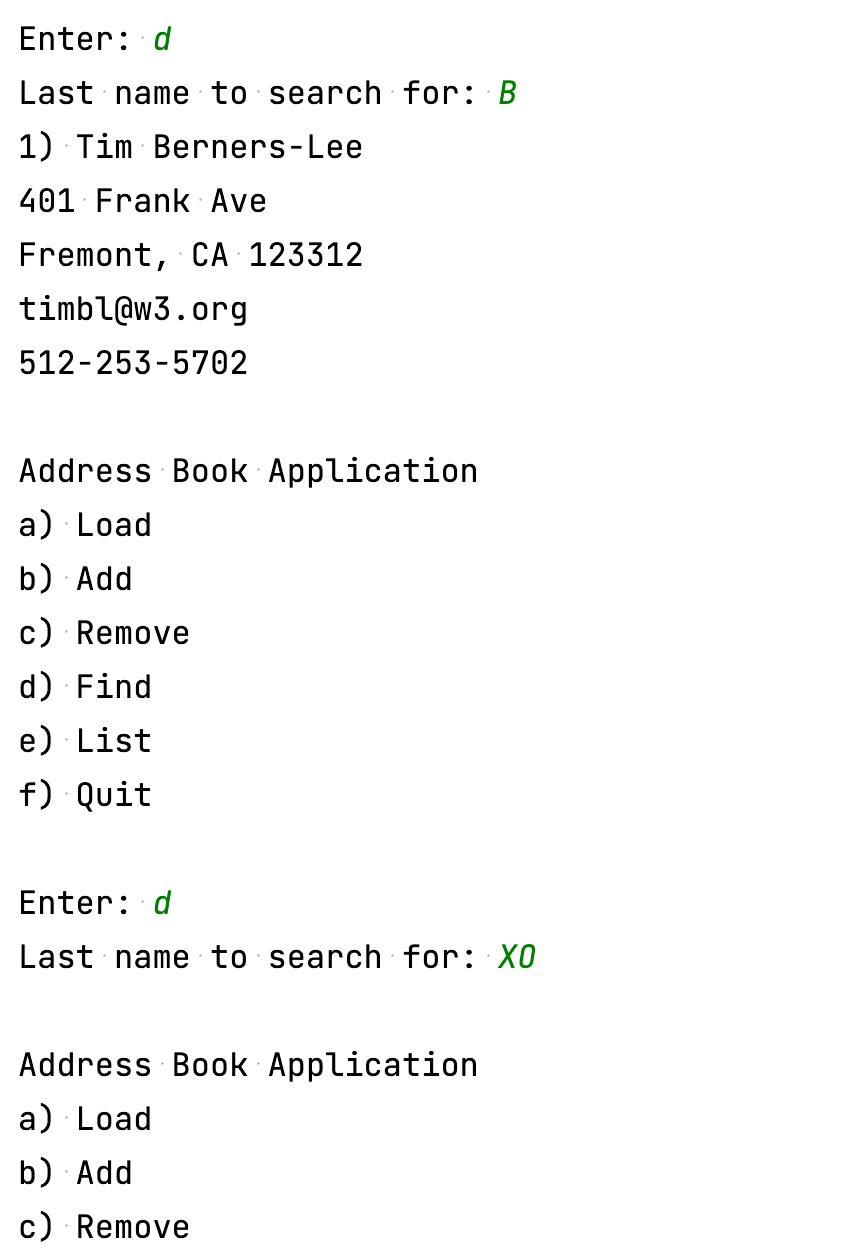 Enter: d
Last name to search for: B
1) Tim Berners-Lee
401 Frank Ave
Fremont, CA 123312
timbl@w3.org
512-253-5702

Address Book Application
a) Load
b) Add
c) Remove
d) Find
e) List
f) Quit

Enter: d
Last name to search for: XO

Address Book Application
a) Load
b) Add
c) Remove